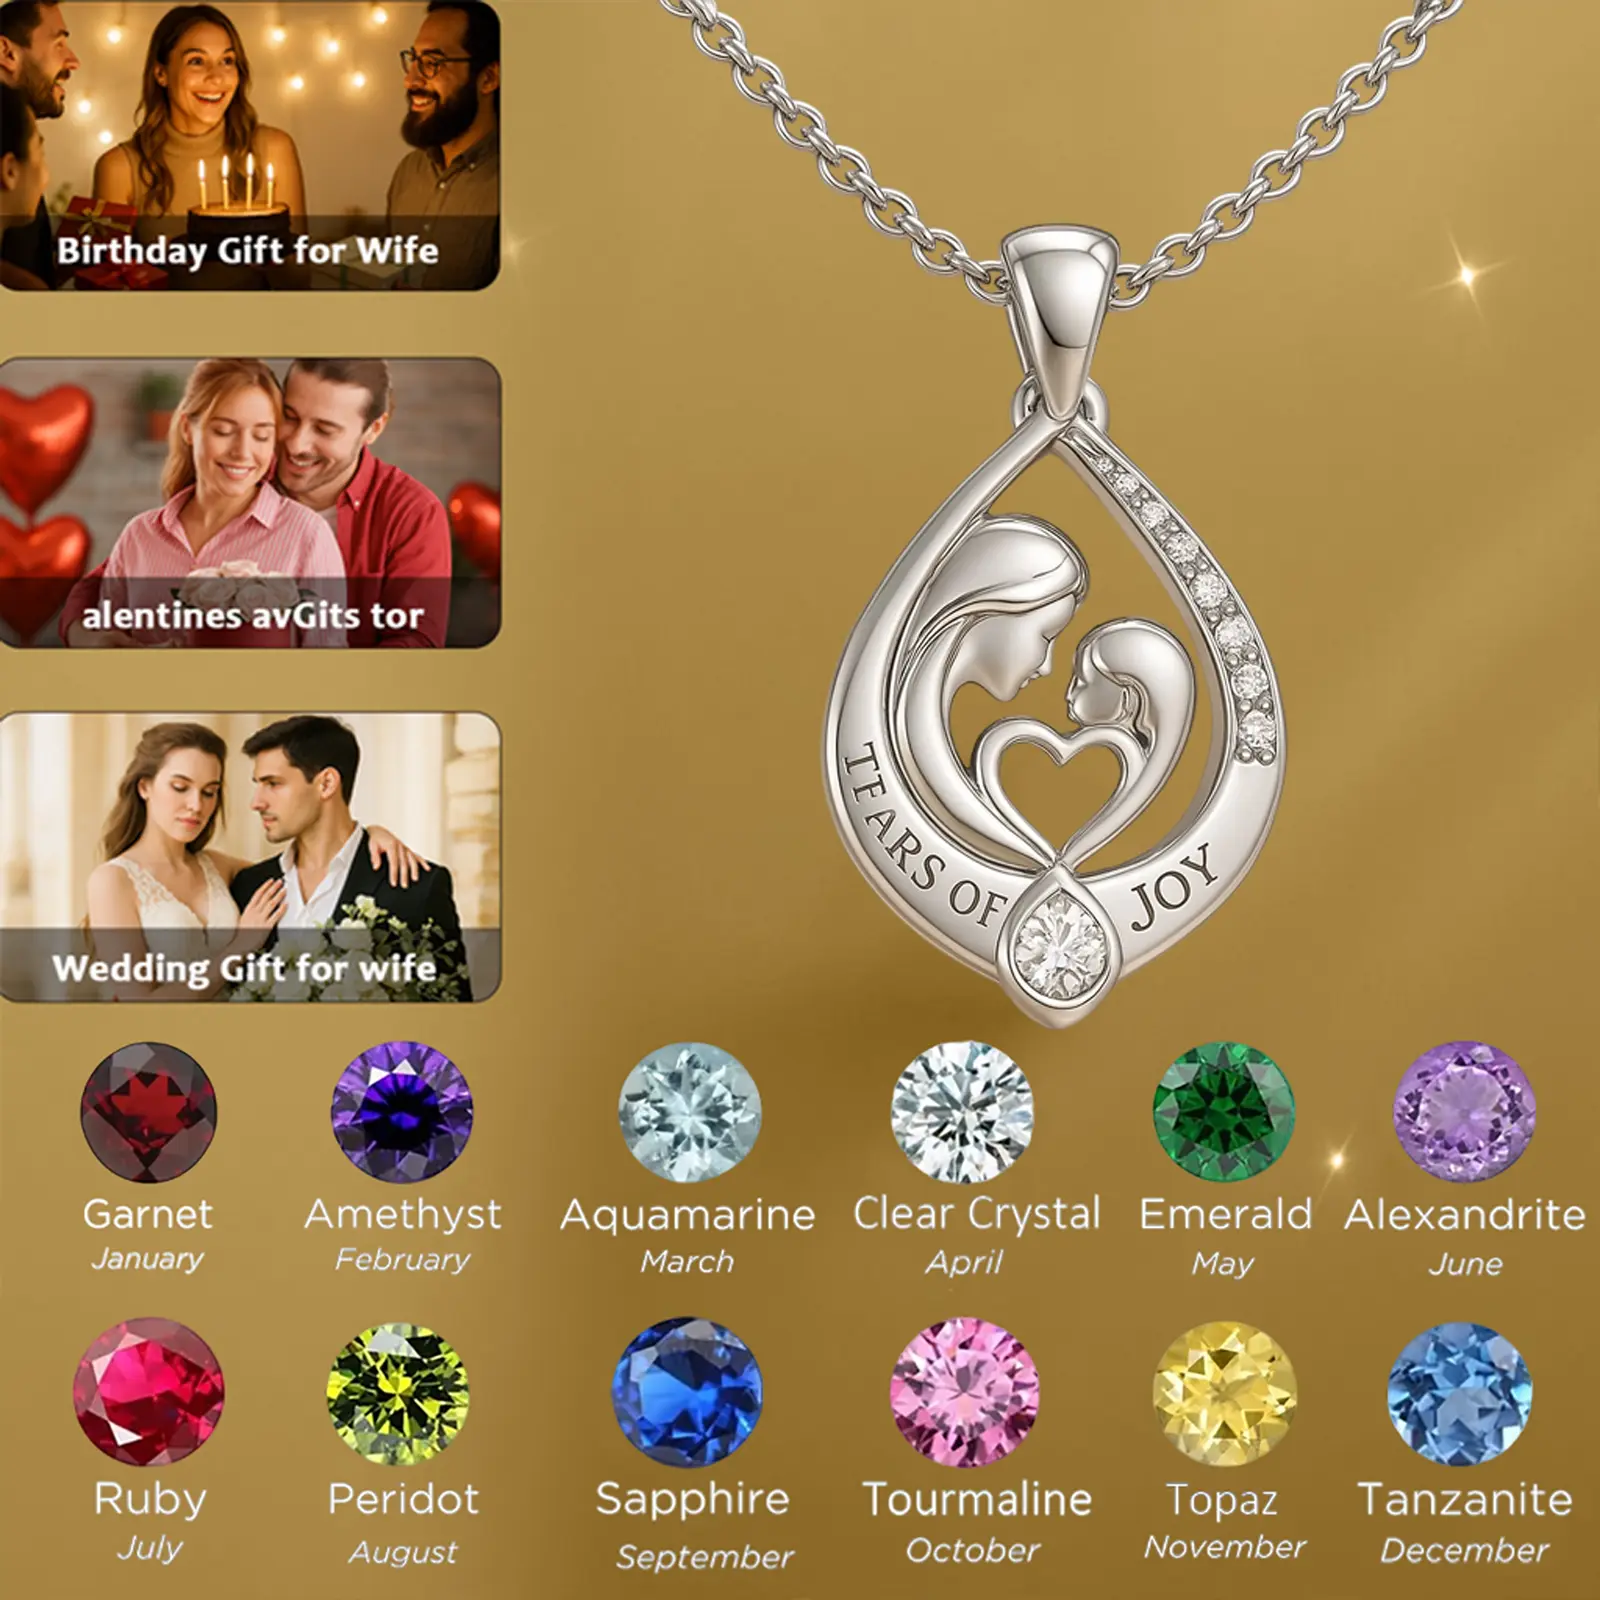 Birthday Gift for Wife
alentines avGits tor
Wedding Gift for wife
TEARS OF JOY
Garnet
January
Amethyst
February
Aquamarine
March
Clear Crystal
April
Emerald
May
Alexandrite
June
Ruby
July
Peridot
August
Sapphire
September
Tourmaline
October
Topaz
November
Tanzanite
December